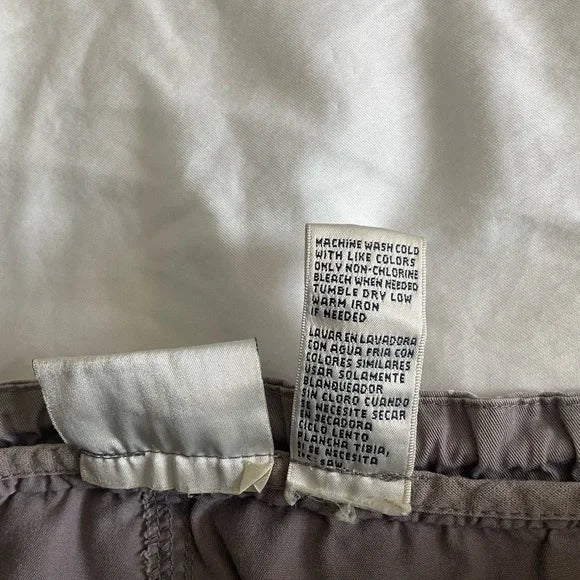 MACHINE WASH COLD
WITH LIKE COLORS
ONLY NON-CHLORINE
BLEACH WHEN NEEDED
TUMBLE DRY LOW
WARM IRON
IF NEEDED
LAVAR EN LAVADORA
CON AGUA FRIA CON
COLORES SIMILARES
USAR SOLAMENTE
BLANQUEADOR
SIN CLORO CUANDO
SE NECESITE SECAR
EN SECADORA
CICLO LENTO
PLANCHA TIBIA,
SE NECESITA